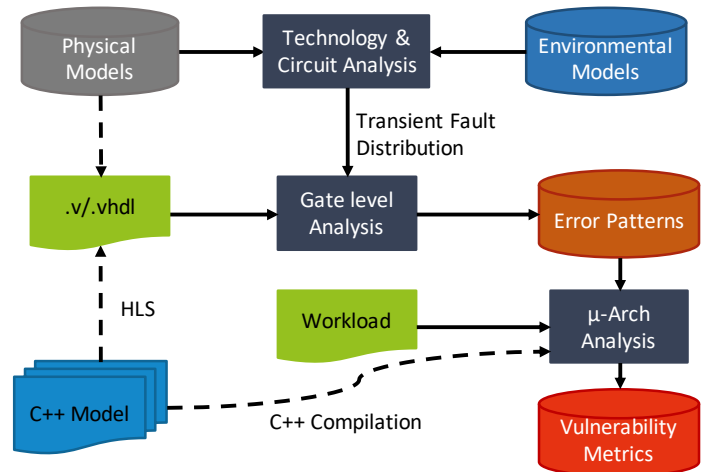 Physical
Models
Technology &
Circuit Analysis
Environmental
Models
Transient Fault
Distribution
.v/.vhdl
Gate level
Analysis
Error Patterns
HLS
Workload
μ-Arch
Analysis
C++ Model
C++ Compilation
Vulnerability
Metrics